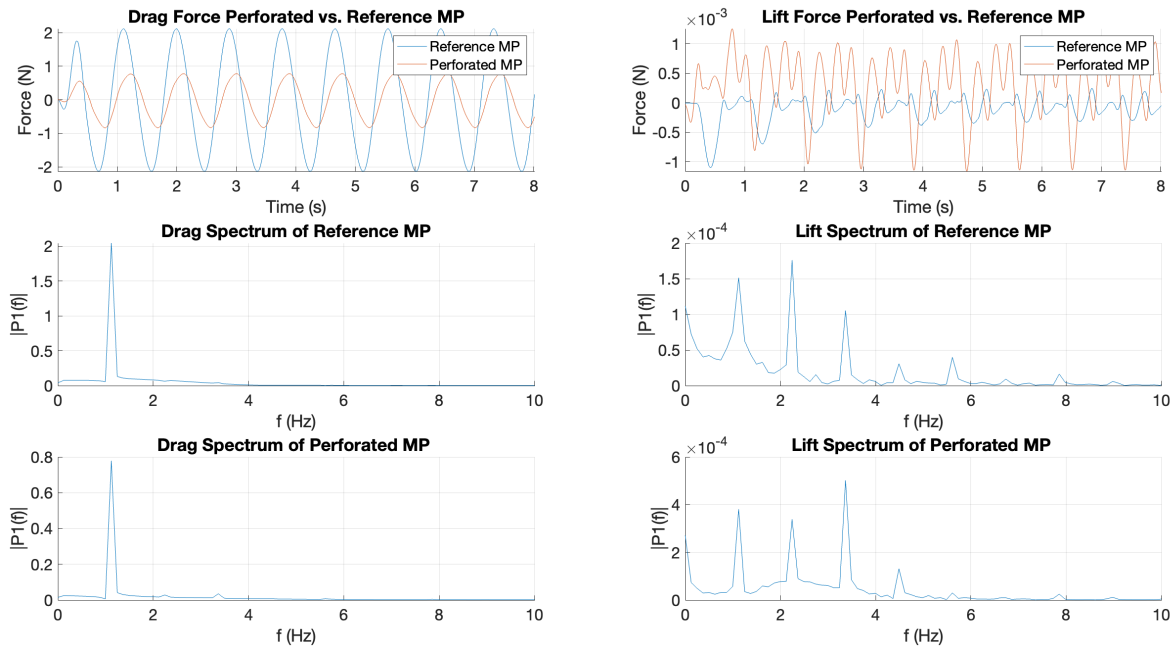 Drag Force Perforated vs. Reference MP
2
1
0
-1
-2
Force (N)
Reference MP
Perforated MP
0 1 2 3 4 5 6 7 8
Time (s)
Lift Force Perforated vs. Reference MP
×10⁻³
1
0.5
0
-0.5
-1
Force (N)
Reference MP
Perforated MP
0 1 2 3 4 5 6 7 8
Time (s)
Drag Spectrum of Reference MP
2
1.5
1
0.5
0
|P1(f)|
0 2 4 6 8 10
f (Hz)
Lift Spectrum of Reference MP
×10⁻⁴
2
1.5
1
0.5
0
|P1(f)|
0 2 4 6 8 10
f (Hz)
Drag Spectrum of Perforated MP
0.8
0.6
0.4
0.2
0
|P1(f)|
0 2 4 6 8 10
f (Hz)
Lift Spectrum of Perforated MP
×10⁻⁴
6
4
2
0
|P1(f)|
0 2 4 6 8 10
f (Hz)